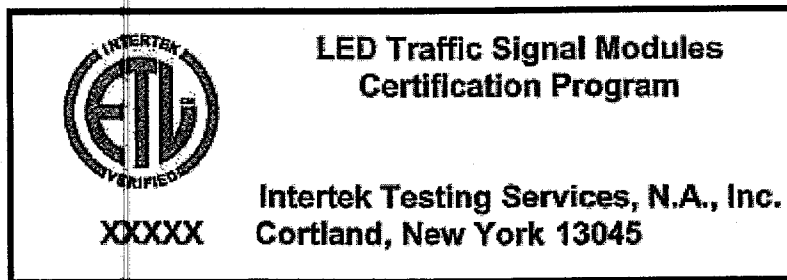 INTERTEK
ETL
VERIFIED
XXXXX
LED Traffic Signal Modules
Certification Program
Intertek Testing Services, N.A., Inc.
Cortland, New York 13045